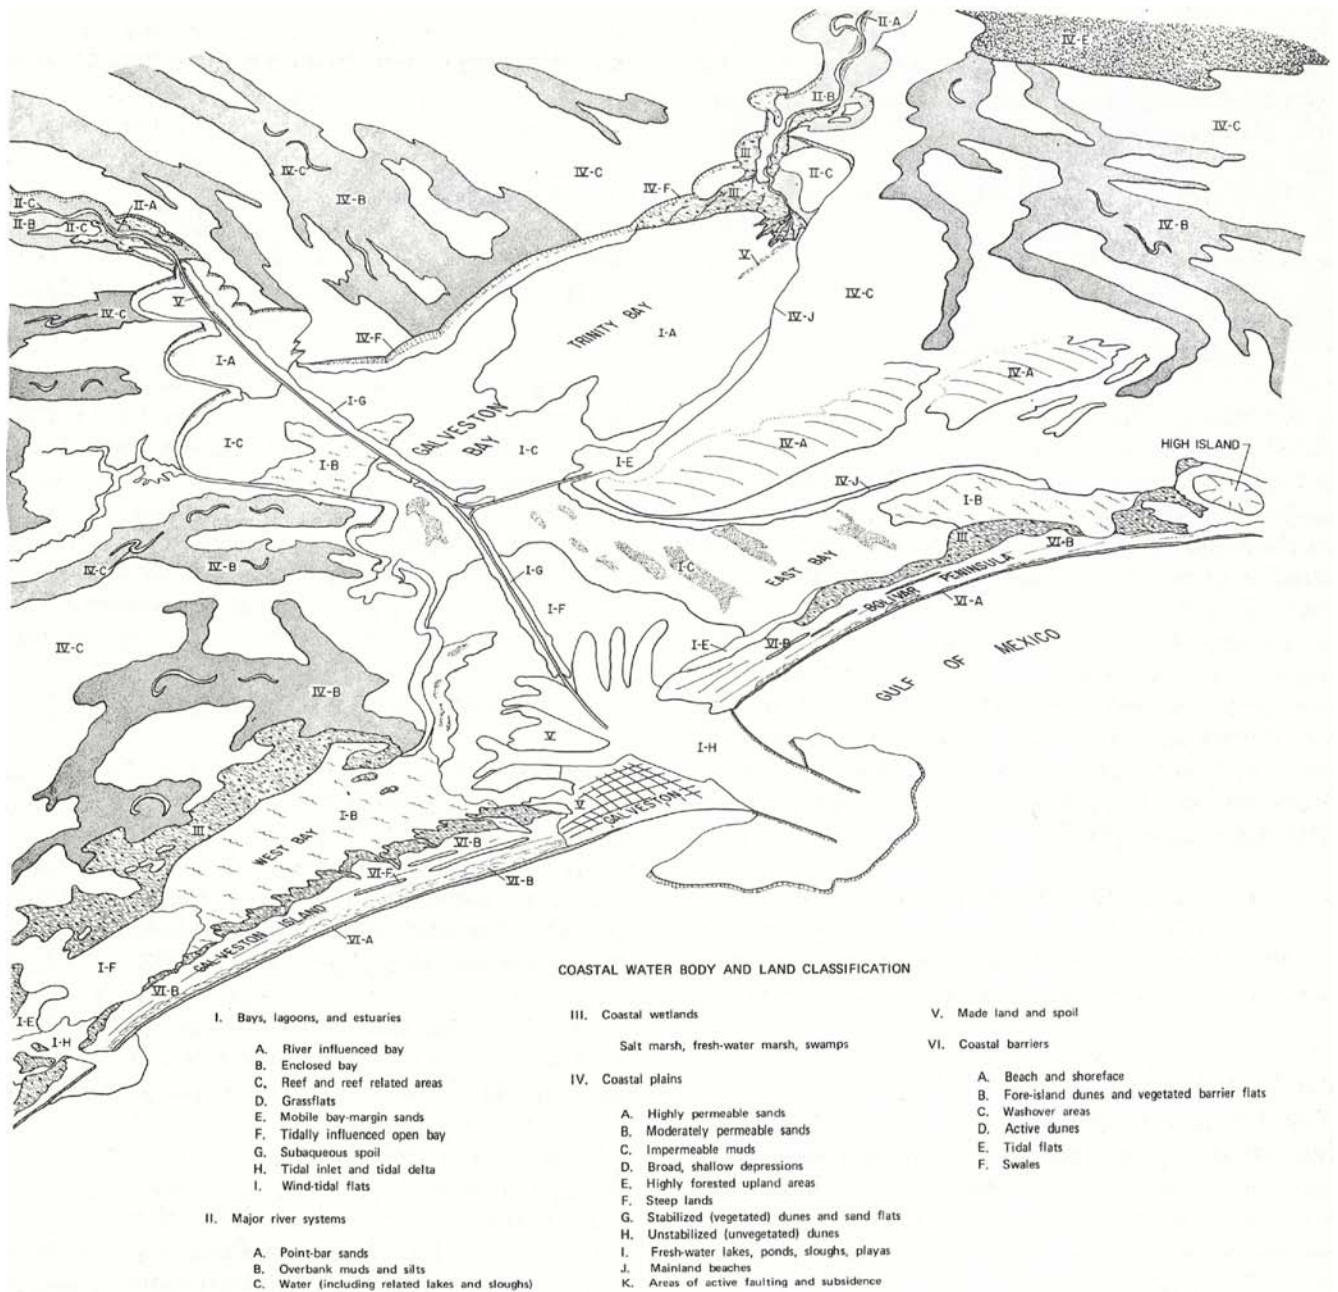 II-A
IV-E
II-B
IV-C
III
IV-C
IV-C
II-C
IV-F
III
II-C
II-A
IV-B
II-B
II-C
IV-B
V
V
IV-C
IV-C
IV-J
TRINITY BAY
I-A
IV-F
I-A
IV-A
I-G
GALVESTON
BAY
I-C
I-C
IV-A
HIGH ISLAND
I-B
I-E
IV-J
I-B
III
VI-B
IV-C
IV-B
I-G
I-C
EAST BAY
BOLIVAR PENINSULA
VI-A
I-F
IV-C
I-E
VI-B
GULF OF MEXICO
IV-B
V
I-H
V
GALVESTON
I-B
III
WEST BAY
VI-B
VI-F
VI-B
GALVESTON ISLAND
VI-A
I-F
VI-B
I-E
I-H
COASTAL WATER BODY AND LAND CLASSIFICATION
I. Bays, lagoons, and estuaries
A. River influenced bay
B. Enclosed bay
C. Reef and reef related areas
D. Grassflats
E. Mobile bay-margin sands
F. Tidally influenced open bay
G. Subaqueous spoil
H. Tidal inlet and tidal delta
I. Wind-tidal flats
II. Major river systems
A. Point-bar sands
B. Overbank muds and silts
C. Water (including related lakes and sloughs)
III. Coastal wetlands
Salt marsh, fresh-water marsh, swamps
IV. Coastal plains
A. Highly permeable sands
B. Moderately permeable sands
C. Impermeable muds
D. Broad, shallow depressions
E. Highly forested upland areas
F. Steep lands
G. Stabilized (vegetated) dunes and sand flats
H. Unstabilized (unvegetated) dunes
I. Fresh-water lakes, ponds, sloughs, playas
J. Mainland beaches
K. Areas of active faulting and subsidence
V. Made land and spoil
VI. Coastal barriers
A. Beach and shoreface
B. Fore-island dunes and vegetated barrier flats
C. Washover areas
D. Active dunes
E. Tidal flats
F. Swales